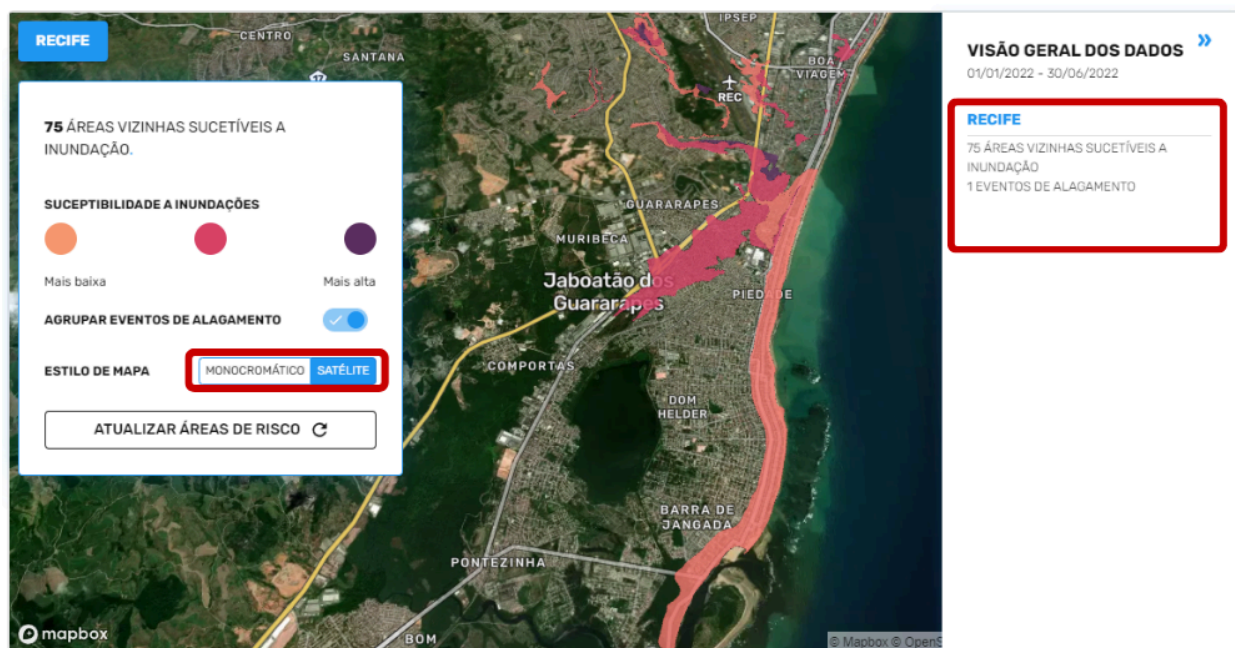 RECIFE
75 ÁREAS VIZINHAS SUCETÍVEIS A
INUNDAÇÃO.
SUCEPTIBILIDADE A INUNDAÇÕES
Mais baixa
Mais alta
AGRUPAR EVENTOS DE ALAGAMENTO
ESTILO DE MAPA
MONOCROMÁTICO
SATÉLITE
ATUALIZAR ÁREAS DE RISCO
CENTRO
SANTANA
IPSEP
BOA
VIAGEM
REC
GUARARAPES
MURIBECA
Jaboatão dos
Guararapes
PIEDADE
COMPORTAS
DOM
HELDER
BARRA DE
JANGADA
PONTEZINHA
BOM
mapbox
© Mapbox © OpenS
VISÃO GERAL DOS DADOS
01/01/2022 - 30/06/2022
RECIFE
75 ÁREAS VIZINHAS SUCETÍVEIS A
INUNDAÇÃO
1 EVENTOS DE ALAGAMENTO